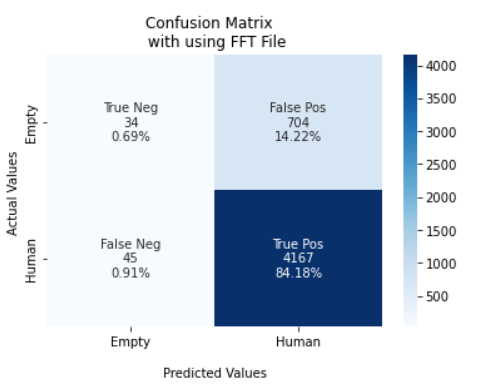 Confusion Matrix
with using FFT File
True Neg
34
0.69%
False Pos
704
14.22%
False Neg
45
0.91%
True Pos
4167
84.18%
Empty
Human
Actual Values
Empty
Human
Predicted Values
4000
3500
3000
2500
2000
1500
1000
500